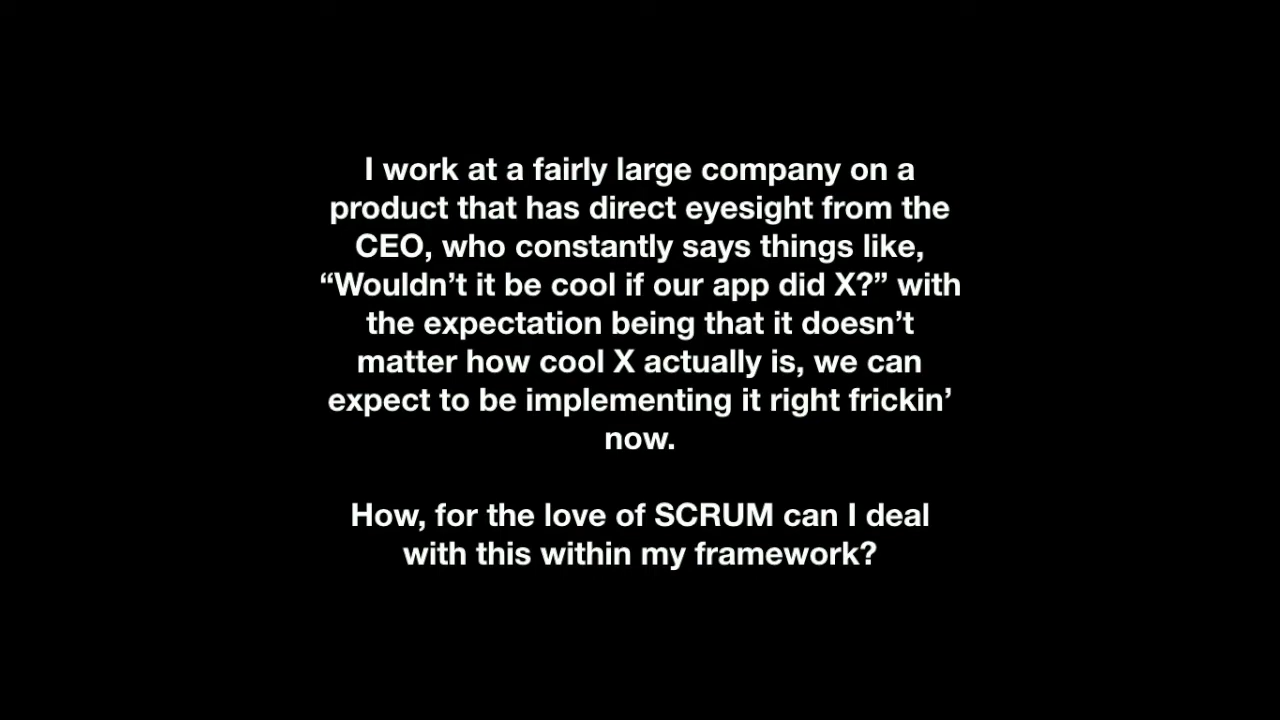 I work at a fairly large company on a
product that has direct eyesight from the
CEO, who constantly says things like,
“Wouldn’t it be cool if our app did X?” with
the expectation being that it doesn’t
matter how cool X actually is, we can
expect to be implementing it right frickin’
now.
How, for the love of SCRUM can I deal
with this within my framework?